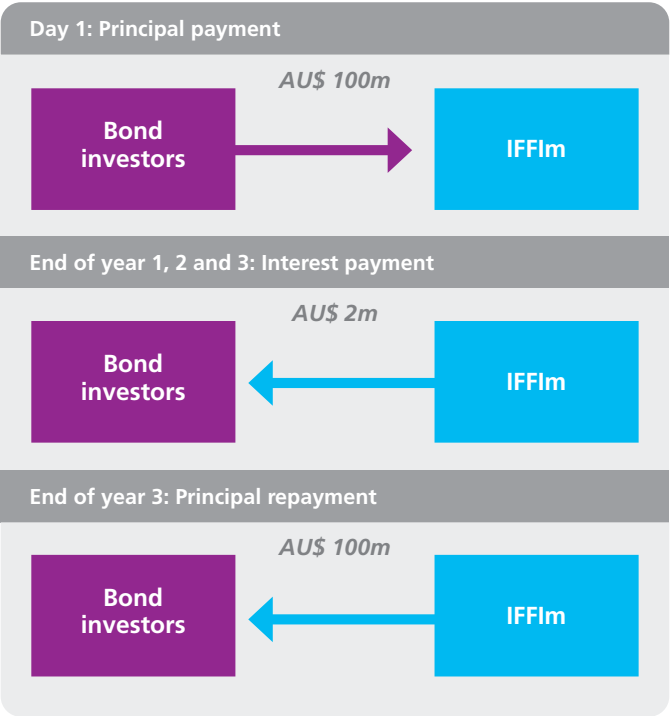 Day 1: Principal payment
AU$ 100m
Bond
investors
IFFIm
End of year 1, 2 and 3: Interest payment
AU$ 2m
Bond
investors
IFFIm
End of year 3: Principal repayment
AU$ 100m
Bond
investors
IFFIm